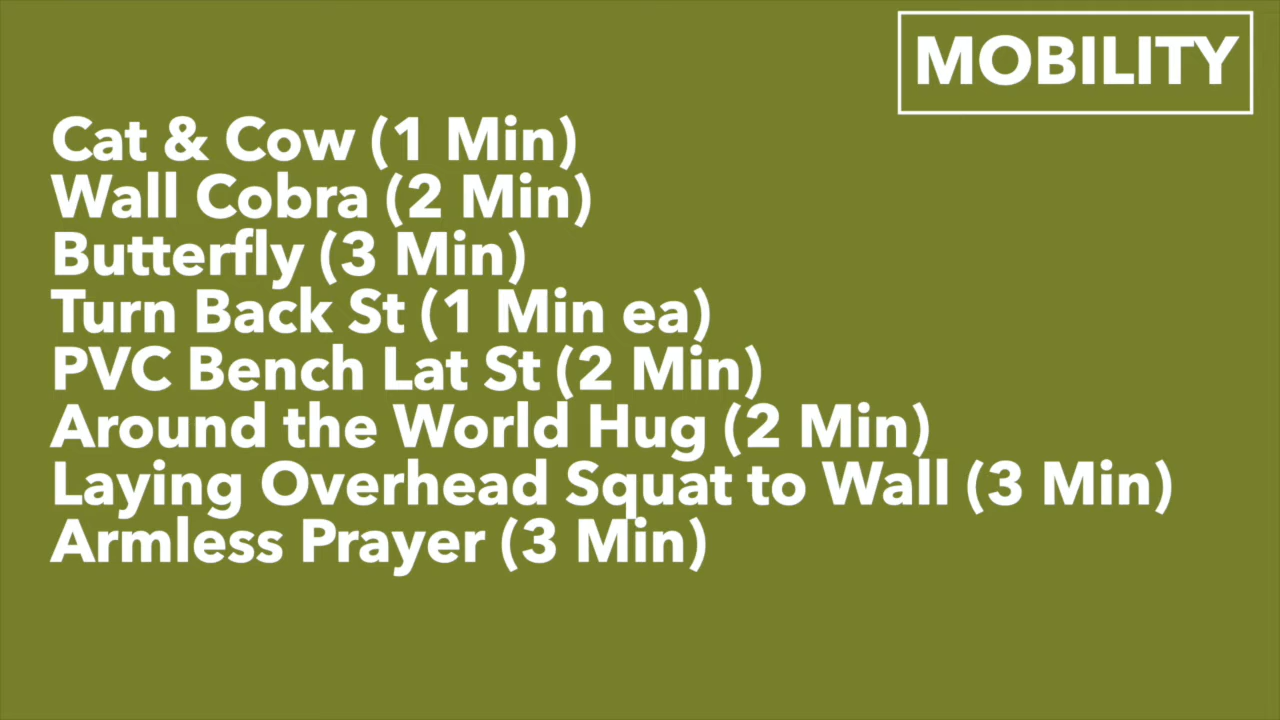 MOBILITY
Cat & Cow (1 Min)
Wall Cobra (2 Min)
Butterfly (3 Min)
Turn Back St (1 Min ea)
PVC Bench Lat St (2 Min)
Around the World Hug (2 Min)
Laying Overhead Squat to Wall (3 Min)
Armless Prayer (3 Min)